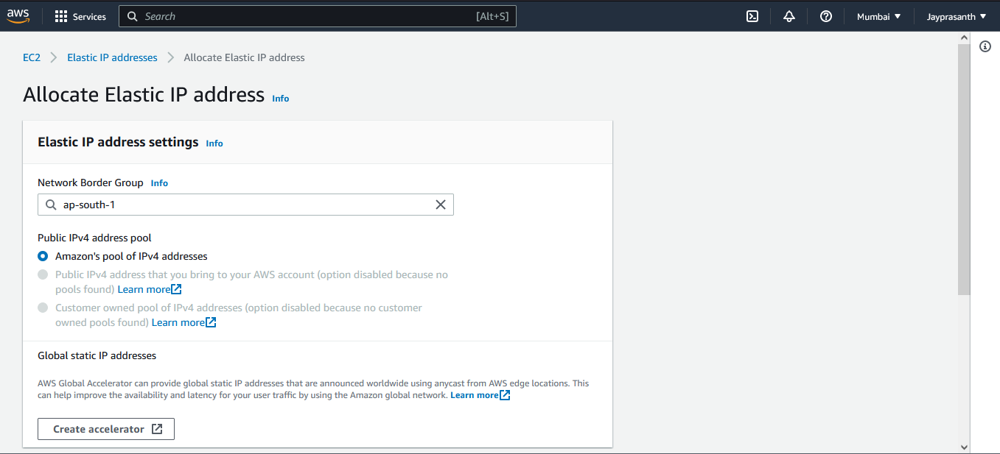 aws Services Search [Alt+S] Mumbai Jayprasanth
EC2 Elastic IP addresses Allocate Elastic IP address
Allocate Elastic IP address Info
Elastic IP address settings Info
Network Border Group Info
ap-south-1
Public IPv4 address pool
Amazon's pool of IPv4 addresses
Public IPv4 address that you bring to your AWS account (option disabled because no
pools found) Learn more
Customer owned pool of IPv4 addresses (option disabled because no customer
owned pools found) Learn more
Global static IP addresses
AWS Global Accelerator can provide global static IP addresses that are announced worldwide using anycast from AWS edge locations. This
can help improve the availability and latency for your user traffic by using the Amazon global network. Learn more
Create accelerator